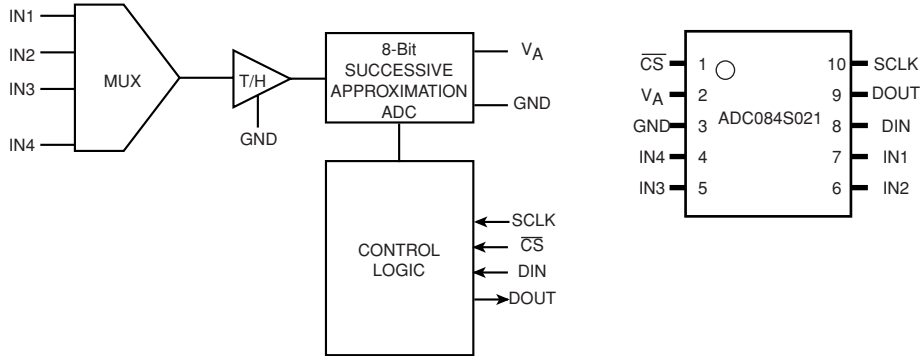 IN1
IN2
IN3
IN4
MUX
T/H
GND
8-Bit
SUCCESSIVE
APPROXIMATION
ADC
VA
GND
CONTROL
LOGIC
SCLK
CS
DIN
DOUT
CS 1
VA 2
GND 3
IN4 4
IN3 5
ADC084S021
10 SCLK
9 DOUT
8 DIN
7 IN1
6 IN2